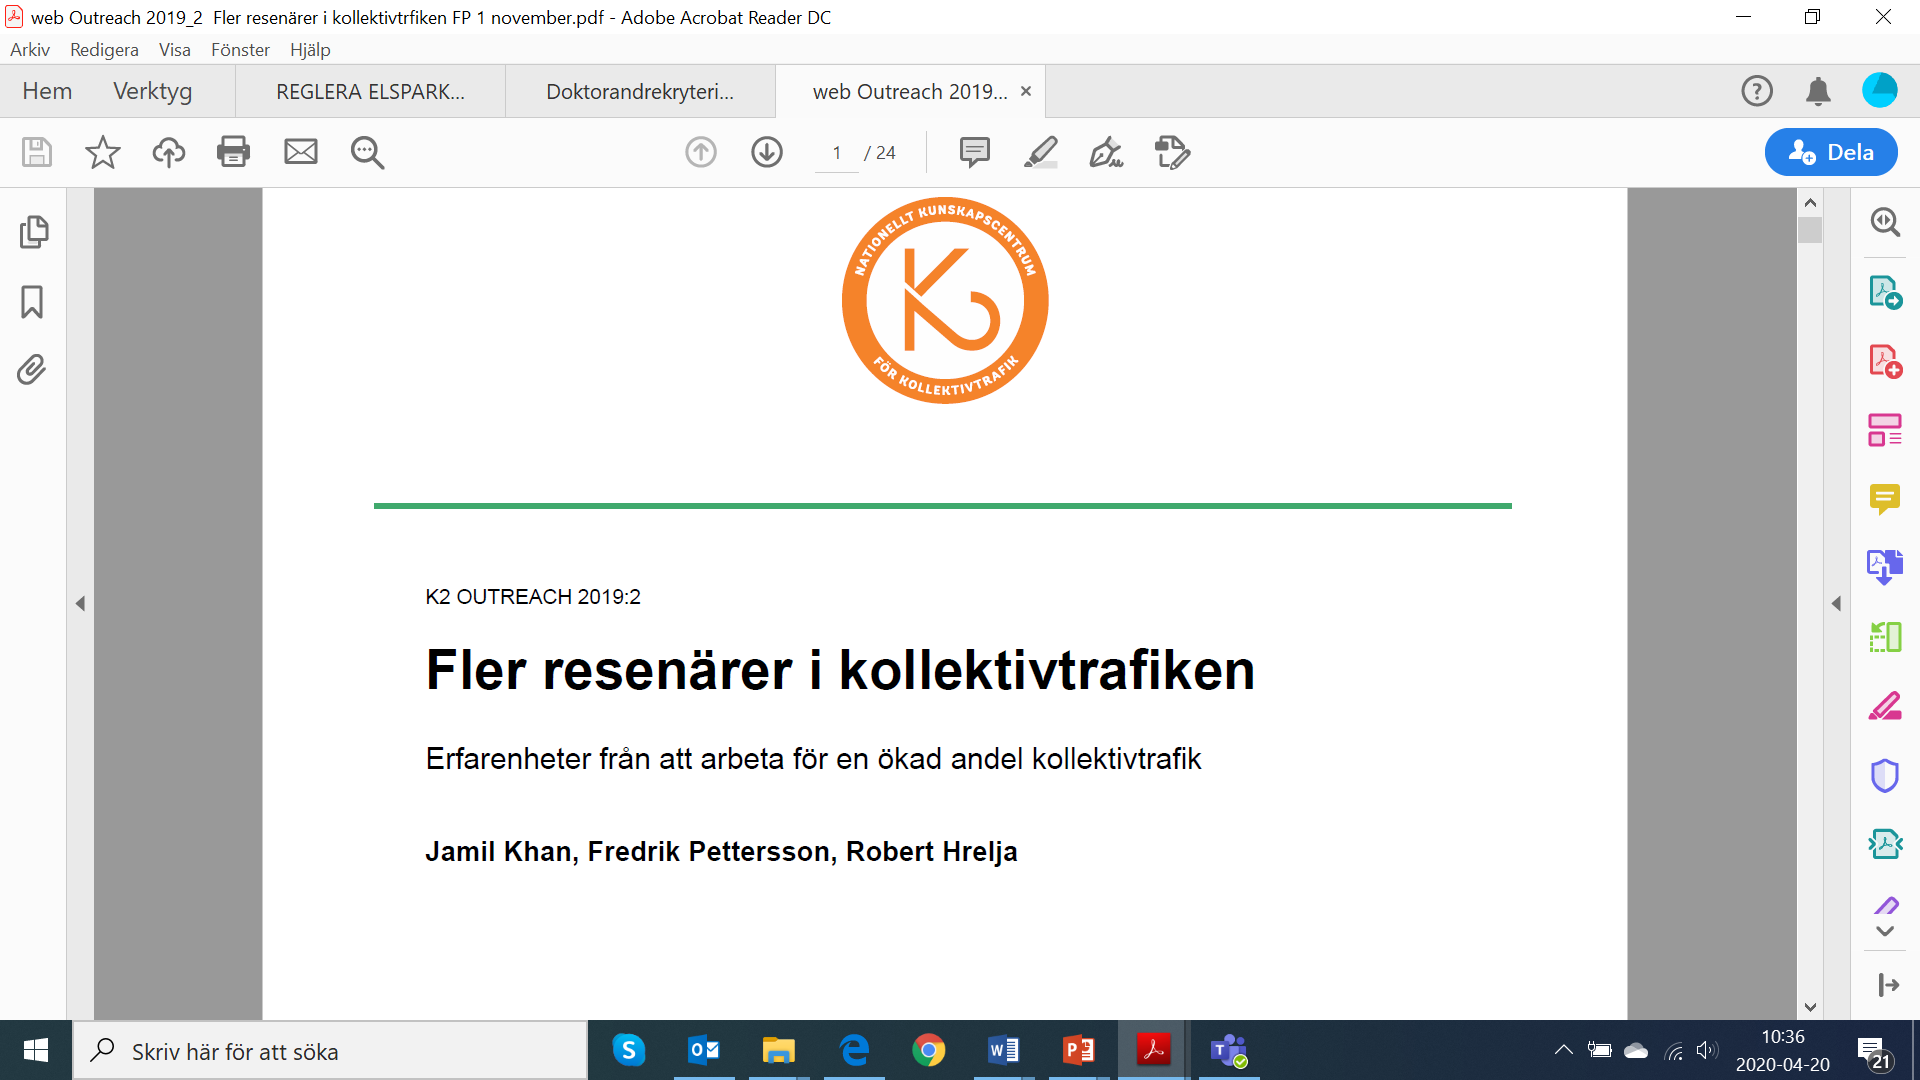 web Outreach 2019_2  Fler resenärer i kollektivtrfiken FP 1 november.pdf - Adobe Acrobat Reader DC
Arkiv Redigera Visa Fönster Hjälp
Hem Verktyg REGLERA ELSPARK... Doktorandrekryteri... web Outreach 2019...
1 / 24
Dela
NATIONELLT KUNSKAPSCENTRUM
K2
FÖR KOLLEKTIVTRAFIK
K2 OUTREACH 2019:2
Fler resenärer i kollektivtrafiken
Erfarenheter från att arbeta för en ökad andel kollektivtrafik
Jamil Khan, Fredrik Pettersson, Robert Hrelja
Skriv här för att söka
10:36
2020-04-20
21